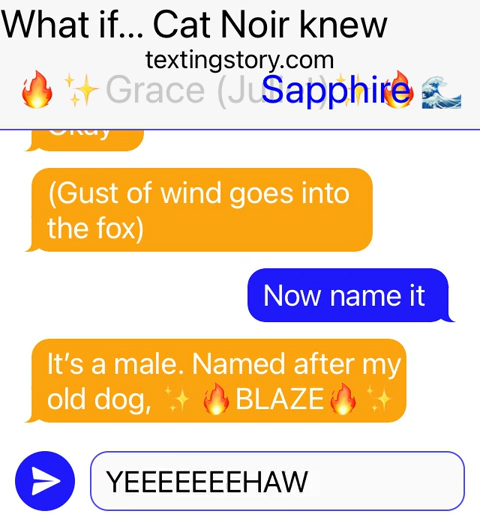 What if... Cat Noir knew
textingstory.com
🔥✨Grace (Ju Sapphire🔥🌊
Okay
(Gust of wind goes into
the fox)
Now name it
It's a male. Named after my
old dog, ✨🔥BLAZE🔥✨
YEEEEEEEHAW